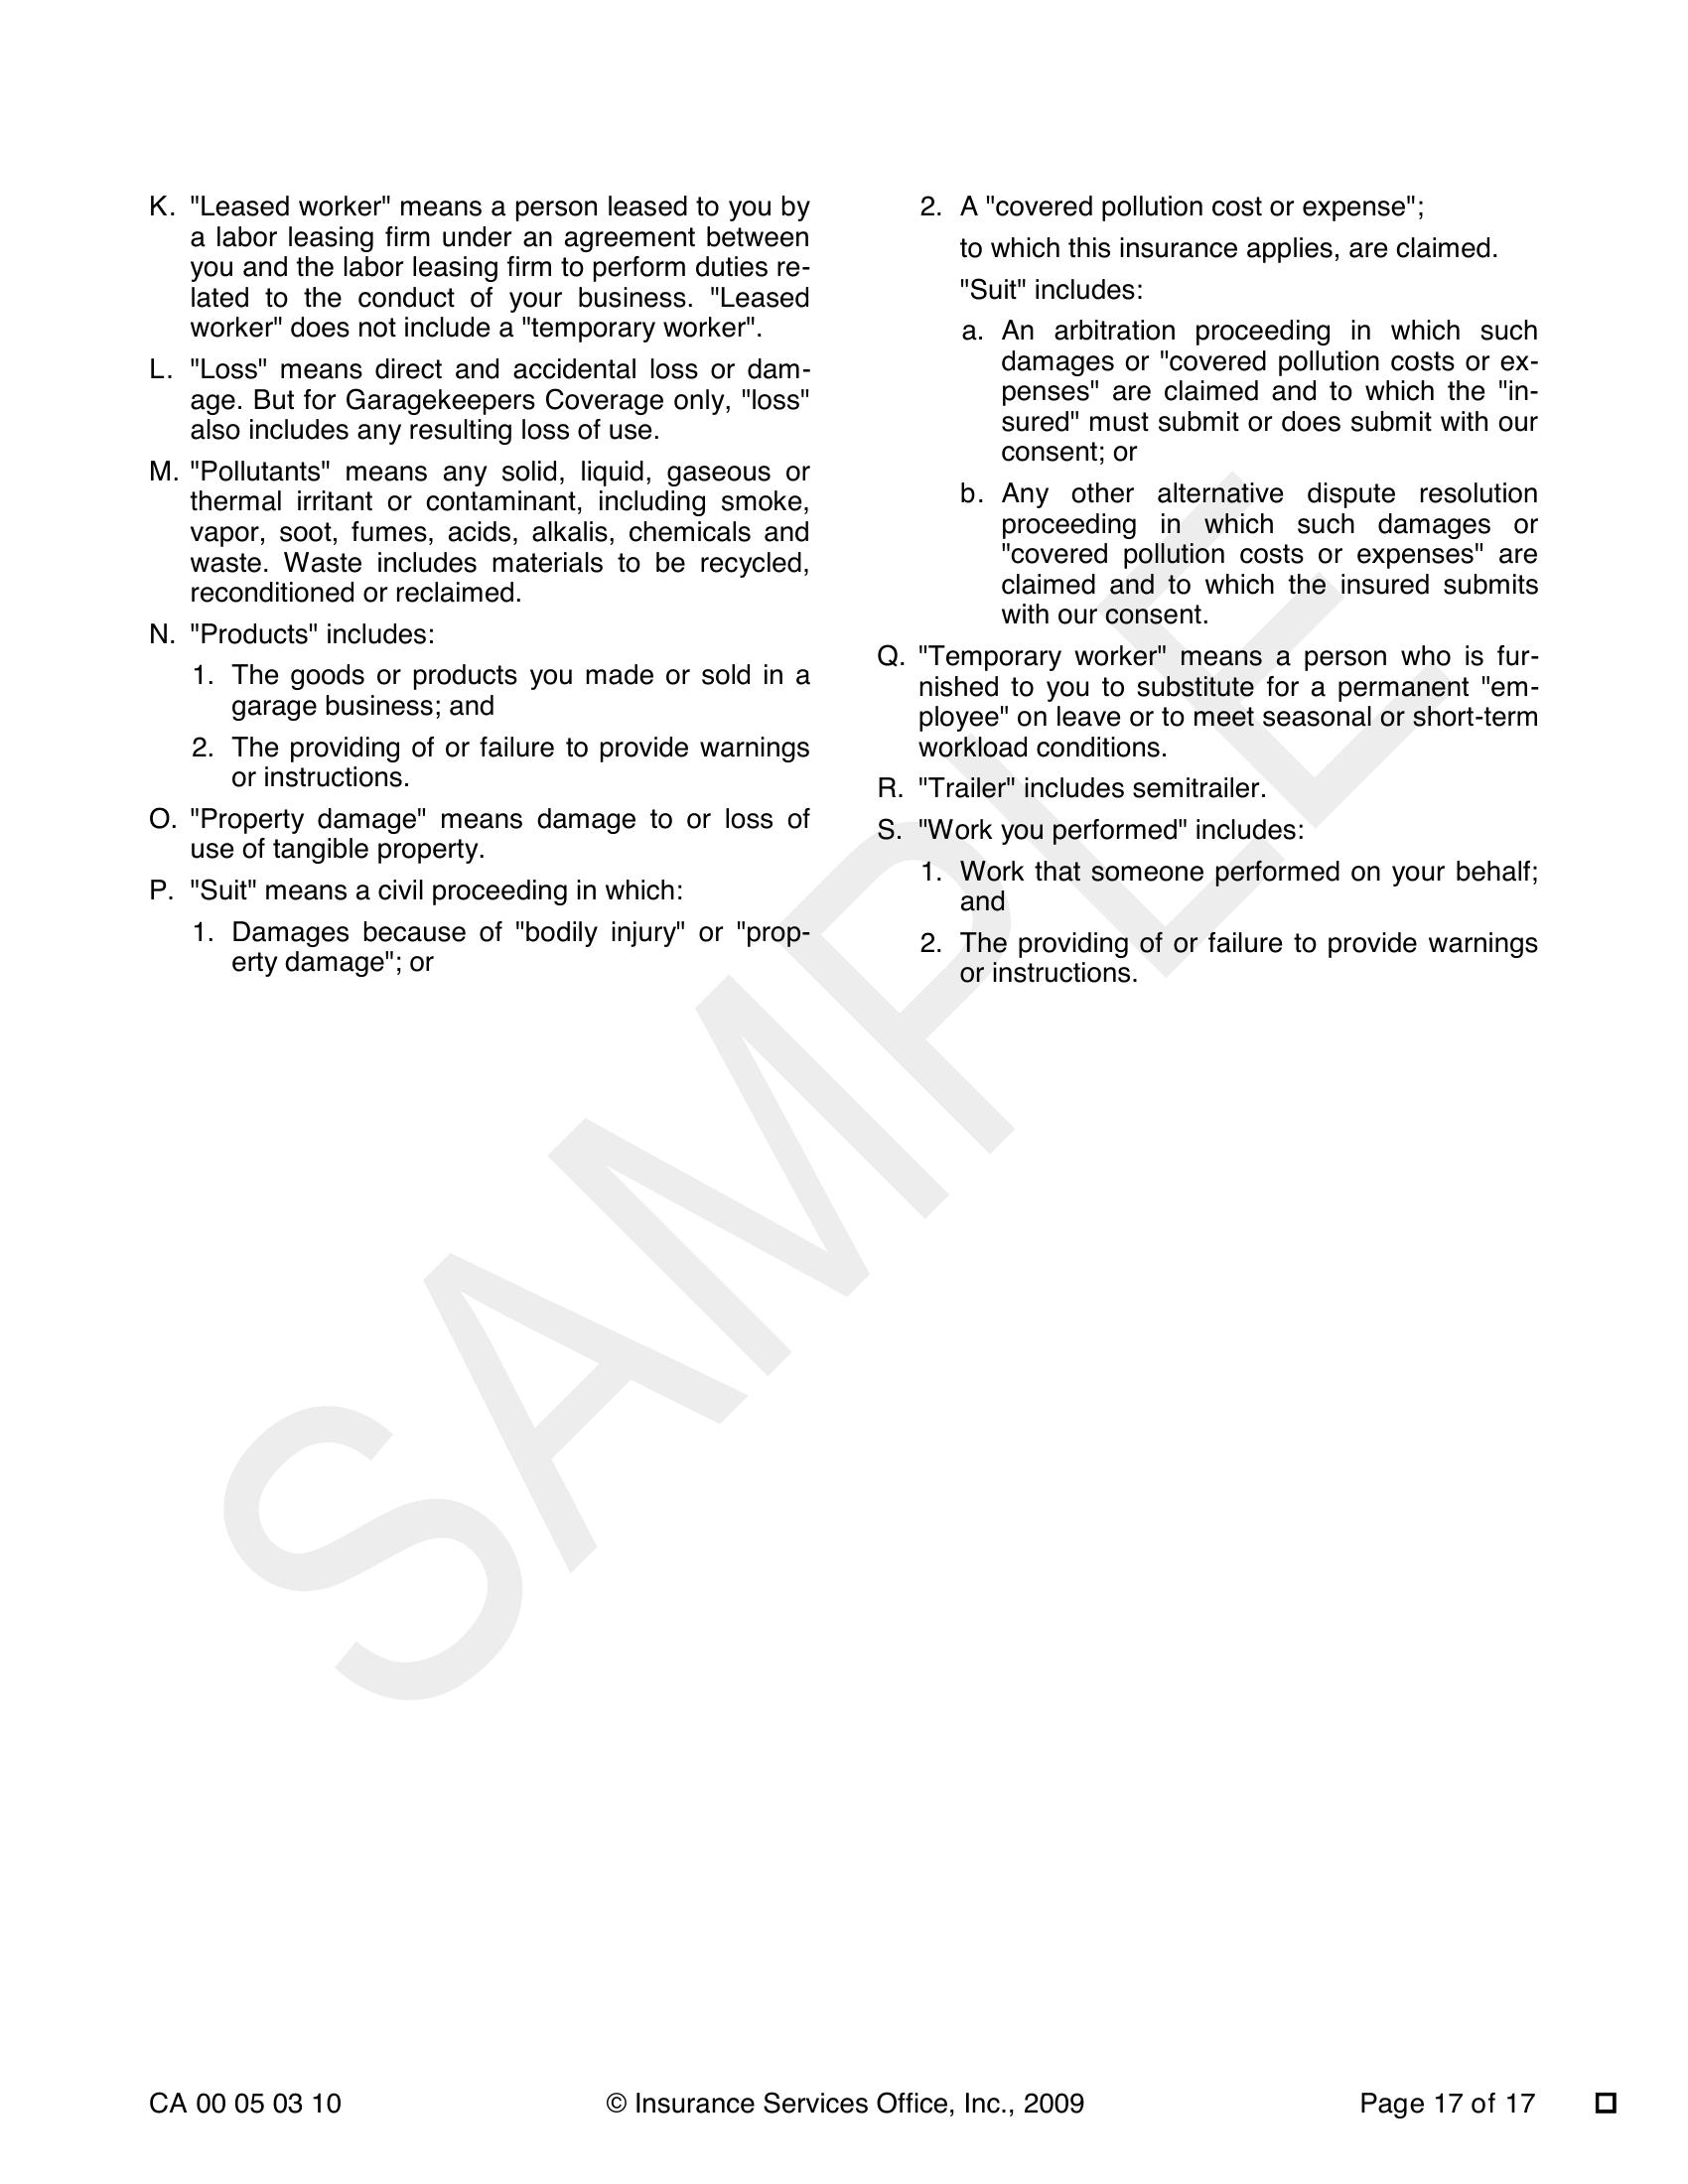 K. "Leased worker" means a person leased to you by
a labor leasing firm under an agreement between
you and the labor leasing firm to perform duties re-
lated to the conduct of your business. "Leased
worker" does not include a "temporary worker".
L. "Loss" means direct and accidental loss or dam-
age. But for Garagekeepers Coverage only, "loss"
also includes any resulting loss of use.
M. "Pollutants" means any solid, liquid, gaseous or
thermal irritant or contaminant, including smoke,
vapor, soot, fumes, acids, alkalis, chemicals and
waste. Waste includes materials to be recycled,
reconditioned or reclaimed.
N. "Products" includes:
1. The goods or products you made or sold in a
garage business; and
2. The providing of or failure to provide warnings
or instructions.
O. "Property damage" means damage to or loss of
use of tangible property.
P. "Suit" means a civil proceeding in which:
1. Damages because of "bodily injury" or "prop-
erty damage"; or
2. A "covered pollution cost or expense";
to which this insurance applies, are claimed.
"Suit" includes:
a. An arbitration proceeding in which such
damages or "covered pollution costs or ex-
penses" are claimed and to which the "in-
sured" must submit or does submit with our
consent; or
b. Any other alternative dispute resolution
proceeding in which such damages or
"covered pollution costs or expenses" are
claimed and to which the insured submits
with our consent.
Q. "Temporary worker" means a person who is fur-
nished to you to substitute for a permanent "em-
ployee" on leave or to meet seasonal or short-term
workload conditions.
R. "Trailer" includes semitrailer.
S. "Work you performed" includes:
1. Work that someone performed on your behalf;
and
2. The providing of or failure to provide warnings
or instructions.
SAMPLE
CA 00 05 03 10
© Insurance Services Office, Inc., 2009
Page 17 of 17